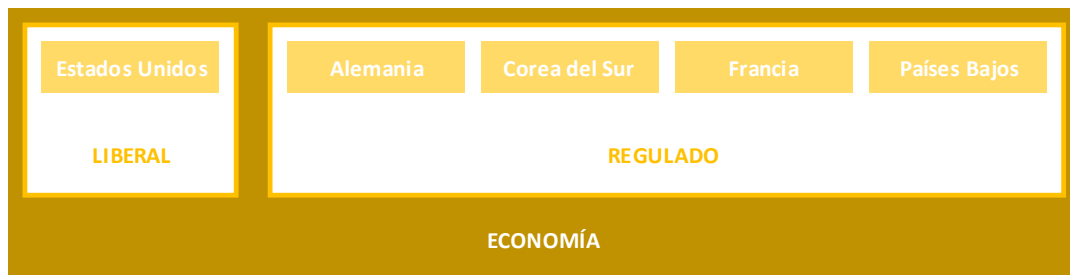 Estados Unidos
Alemania
Corea del Sur
Francia
Países Bajos
LIBERAL
REGULADO
ECONOMÍA